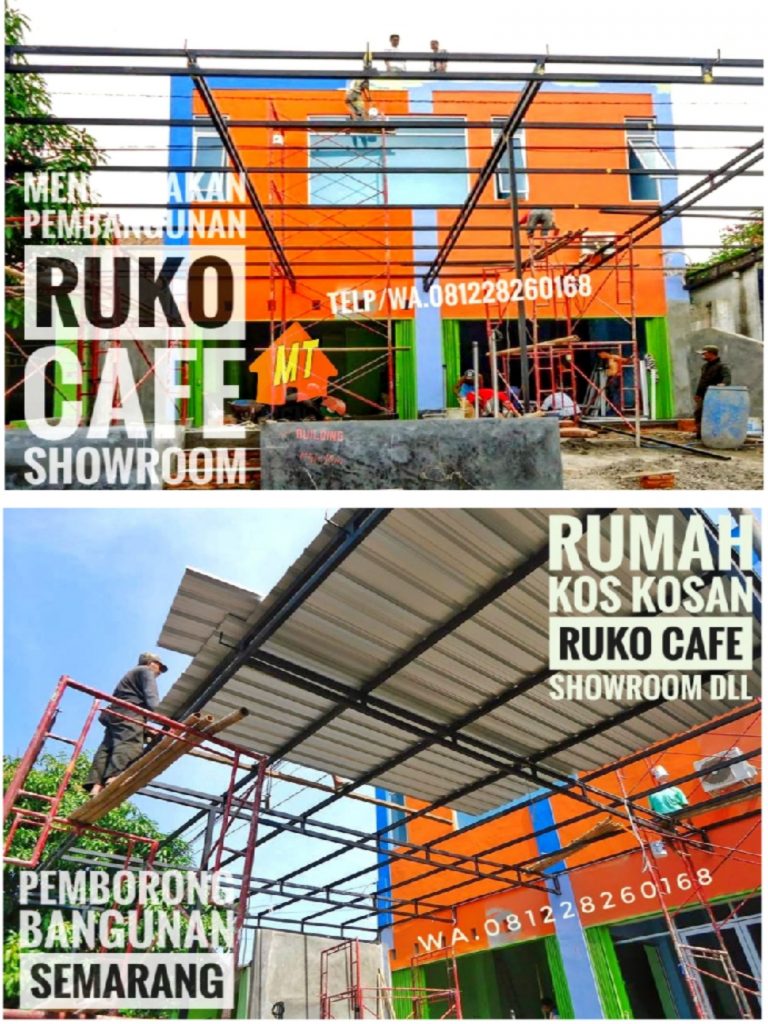 PEMBANGUNAN
RUKO
CAFE
SHOWROOM
TELP/WA.081228260168
MT
BUILDING
RUMAH
KOS KOSAN
RUKO CAFE
SHOWROOM DLL
PEMBORONG
BANGUNAN
SEMARANG
WA.081228260168